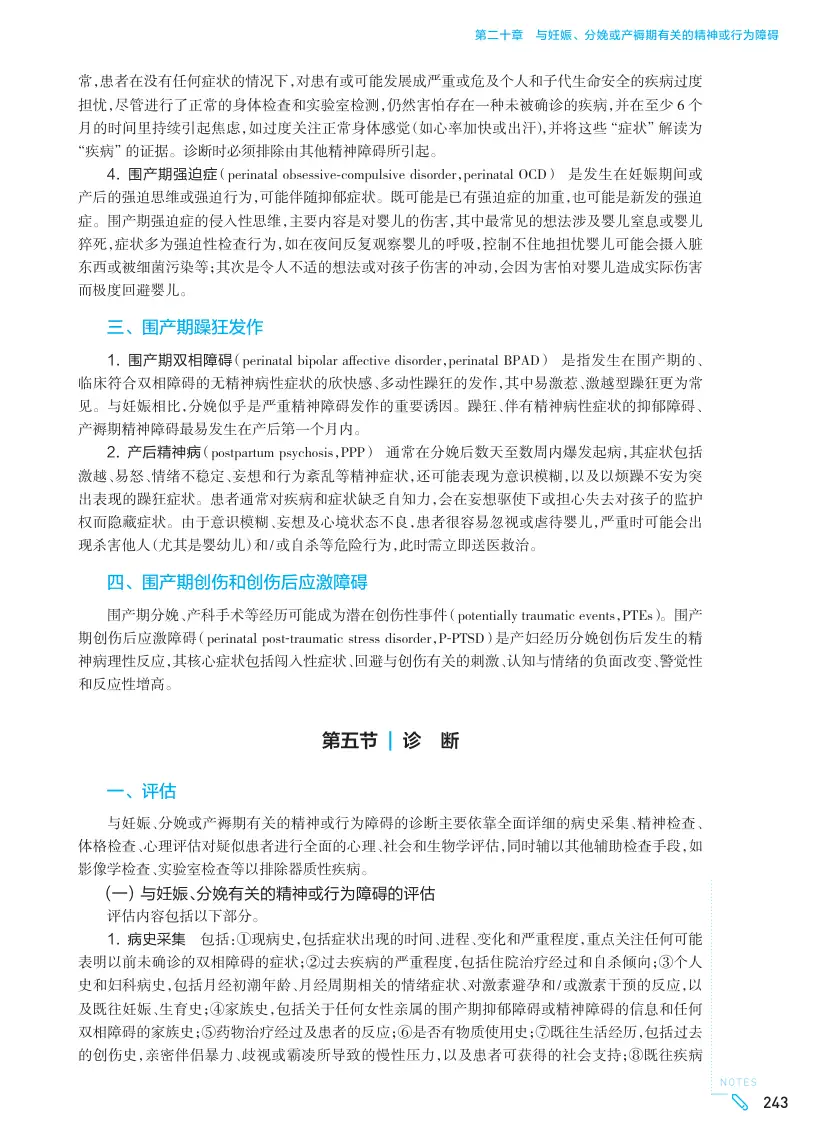 第二十章　与妊娠、分娩或产褥期有关的精神或行为障碍
常,患者在没有任何症状的情况下,对患有或可能发展成严重或危及个人和子代生命安全的疾病过度
担忧,尽管进行了正常的身体检查和实验室检测,仍然害怕存在一种未被确诊的疾病,并在至少 6 个
月的时间里持续引起焦虑,如过度关注正常身体感觉(如心率加快或出汗),并将这些“症状”解读为
“疾病”的证据。诊断时必须排除由其他精神障碍所引起。
4. 围产期强迫症(perinatal obsessive-compulsive disorder,perinatal OCD)　是发生在妊娠期间或
产后的强迫思维或强迫行为,可能伴随抑郁症状。既可能是已有强迫症的加重,也可能是新发的强迫
症。围产期强迫症的侵入性思维,主要内容是对婴儿的伤害,其中最常见的想法涉及婴儿窒息或婴儿
猝死,症状多为强迫性检查行为,如在夜间反复观察婴儿的呼吸,控制不住地担忧婴儿可能会摄入脏
东西或被细菌污染等;其次是令人不适的想法或对孩子伤害的冲动,会因为害怕对婴儿造成实际伤害
而极度回避婴儿。
三、围产期躁狂发作
1. 围产期双相障碍(perinatal bipolar affective disorder,perinatal BPAD)　是指发生在围产期的、
临床符合双相障碍的无精神病性症状的欣快感、多动性躁狂的发作,其中易激惹、激越型躁狂更为常
见。与妊娠相比,分娩似乎是严重精神障碍发作的重要诱因。躁狂、伴有精神病性症状的抑郁障碍、
产褥期精神障碍最易发生在产后第一个月内。
2. 产后精神病(postpartum psychosis,PPP)　通常在分娩后数天至数周内爆发起病,其症状包括
激越、易怒、情绪不稳定、妄想和行为紊乱等精神症状,还可能表现为意识模糊,以及以烦躁不安为突
出表现的躁狂症状。患者通常对疾病和症状缺乏自知力,会在妄想驱使下或担心失去对孩子的监护
权而隐藏症状。由于意识模糊、妄想及心境状态不良,患者很容易忽视或虐待婴儿,严重时可能会出
现杀害他人(尤其是婴幼儿)和/或自杀等危险行为,此时需立即送医救治。
四、围产期创伤和创伤后应激障碍
围产期分娩、产科手术等经历可能成为潜在创伤性事件(potentially traumatic events,PTEs)。围产
期创伤后应激障碍(perinatal post-traumatic stress disorder,P-PTSD)是产妇经历分娩创伤后发生的精
神病理性反应,其核心症状包括闯入性症状、回避与创伤有关的刺激、认知与情绪的负面改变、警觉性
和反应性增高。
第五节 | 诊　断
一、评估
与妊娠、分娩或产褥期有关的精神或行为障碍的诊断主要依靠全面详细的病史采集、精神检查、
体格检查、心理评估对疑似患者进行全面的心理、社会和生物学评估,同时辅以其他辅助检查手段,如
影像学检查、实验室检查等以排除器质性疾病。
(一)与妊娠、分娩有关的精神或行为障碍的评估
评估内容包括以下部分。
1. 病史采集　包括:①现病史,包括症状出现的时间、进程、变化和严重程度,重点关注任何可能
表明以前未确诊的双相障碍的症状;②过去疾病的严重程度,包括住院治疗经过和自杀倾向;③个人
史和妇科病史,包括月经初潮年龄、月经周期相关的情绪症状、对激素避孕和/或激素干预的反应,以
及既往妊娠、生育史;④家族史,包括关于任何女性亲属的围产期抑郁障碍或精神障碍的信息和任何
双相障碍的家族史;⑤药物治疗经过及患者的反应;⑥是否有物质使用史;⑦既往生活经历,包括过去
的创伤史,亲密伴侣暴力、歧视或霸凌所导致的慢性压力,以及患者可获得的社会支持;⑧既往疾病
NOTES
243